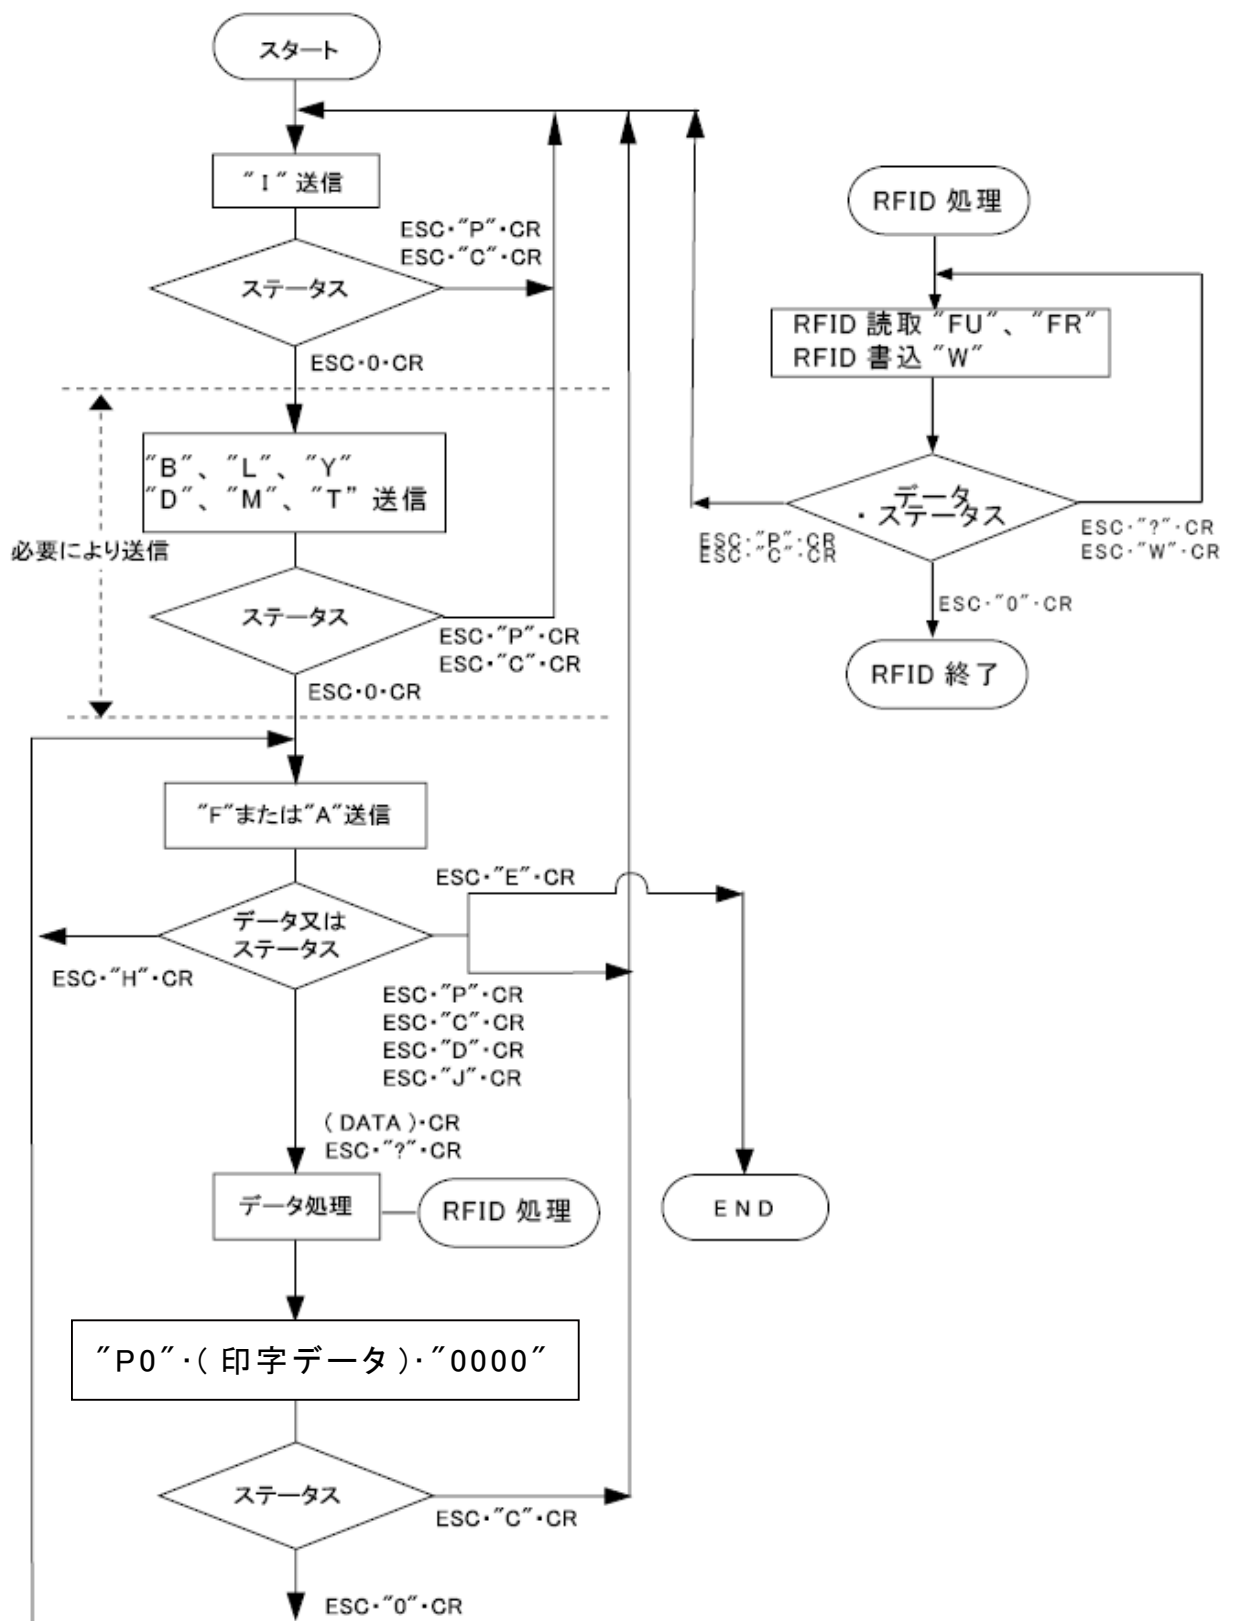 スタート
"I" 送信
ESC・"P"・CR
ESC・"C"・CR
ステータス
ESC・0・CR
"B"、"L"、"Y"
"D"、"M"、"T" 送信
必要により送信
ステータス
ESC・"P"・CR
ESC・"C"・CR
ESC・0・CR
"F"または"A"送信
ESC・"E"・CR
データ又は
ステータス
ESC・"H"・CR
ESC・"P"・CR
ESC・"C"・CR
ESC・"D"・CR
ESC・"J"・CR
(DATA)・CR
ESC・"?"・CR
データ処理
RFID 処理
END
"P0"・(印字データ)・"0000"
ステータス
ESC・"C"・CR
ESC・"0"・CR
RFID 処理
RFID 読取 "FU"、"FR"
RFID 書込 "W"
データ
・ステータス
ESC・"P"・CR
ESC・"C"・CR
ESC・"?"・CR
ESC・"W"・CR
ESC・"0"・CR
RFID 終了